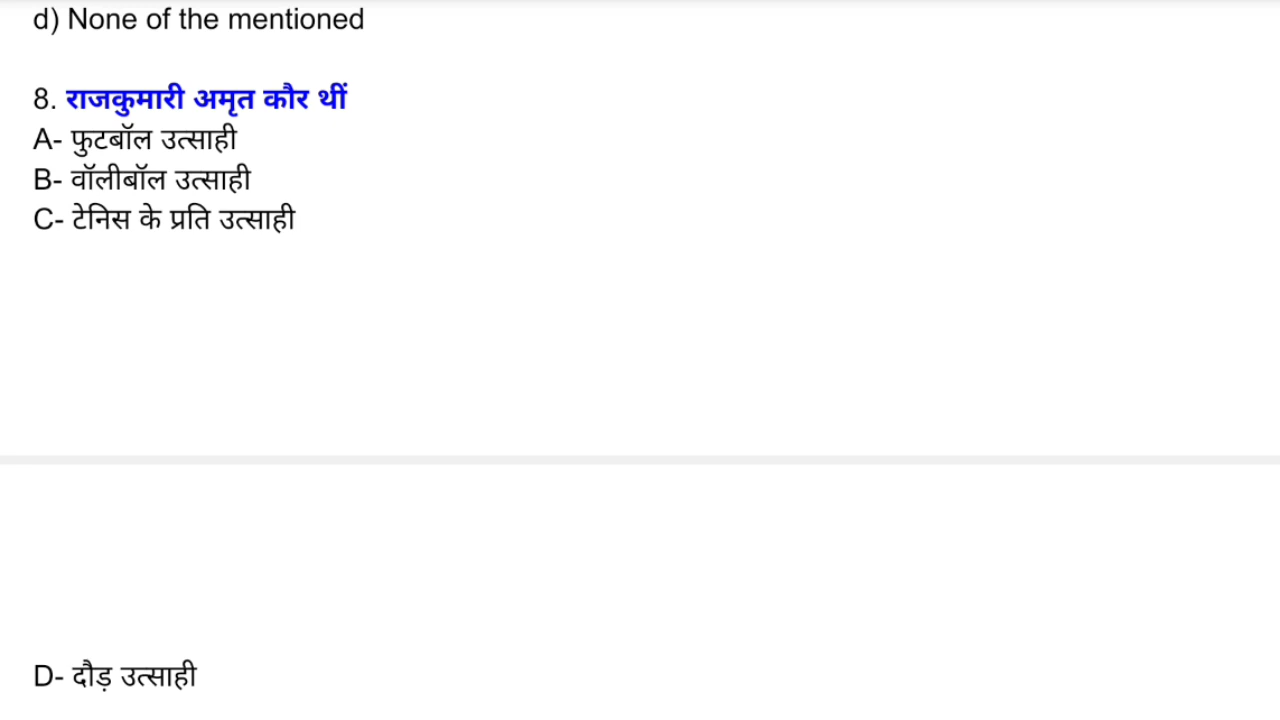 d) None of the mentioned
8. राजकुमारी अमृत कौर थीं
A- फुटबॉल उत्साही
B- वॉलीबॉल उत्साही
C- टेनिस के प्रति उत्साही
D- दौड़ उत्साही